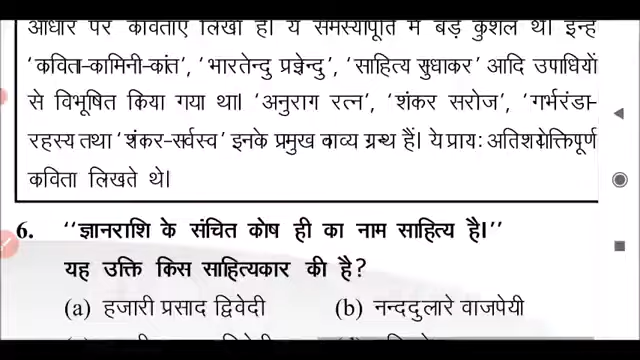 आधार पर कविताएँ लिखी हैं। ये समस्यापूर्ति में बड़े कुशल थे। इन्हें
‘कविता-कामिनी-कांत’, ‘भारतेन्दु प्रज्ञेन्दु’, ‘साहित्य सुधाकर’ आदि उपाधियों
से विभूषित किया गया था। ‘अनुराग रत्न’, ‘शंकर सरोज’, ‘गर्भरंडा-
रहस्य तथा ‘शंकर-सर्वस्व’ इनके प्रमुख काव्य ग्रन्थ हैं। ये प्राय: अतिशयोक्तिपूर्ण
कविता लिखते थे।
6. ‘‘ज्ञानराशि के संचित कोष ही का नाम साहित्य है।’’
यह उक्ति किस साहित्यकार की है?
(a) हजारी प्रसाद द्विवेदी (b) नन्ददुलारे वाजपेयी